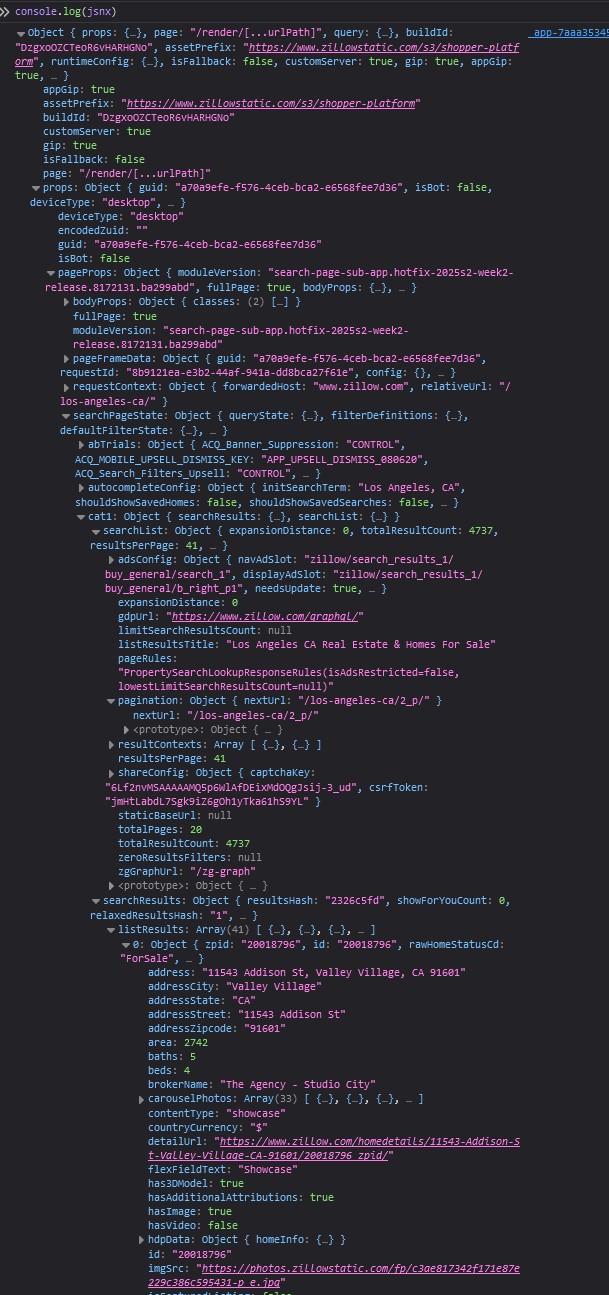 console.log(jsnx)
Object { props: {…}, page: "/render/[...urlPath]", query: {…}, buildId:
_app-7aaa35345
"DzgxoOZCTeoR6vHARHGNo", assetPrefix: "https://www.zillowstatic.com/s3/shopper-platf
orm", runtimeConfig: {…}, isFallback: false, customServer: true, gip: true, appGip:
true, … }
appGip: true
assetPrefix: "https://www.zillowstatic.com/s3/shopper-platform"
buildId: "DzgxoOZCTeoR6vHARHGNo"
customServer: true
gip: true
isFallback: false
page: "/render/[...urlPath]"
props: Object { guid: "a70a9efe-f576-4ceb-bca2-e6568fee7d36", isBot: false,
deviceType: "desktop", … }
deviceType: "desktop"
encodedZuid: ""
guid: "a70a9efe-f576-4ceb-bca2-e6568fee7d36"
isBot: false
pageProps: Object { moduleVersion: "search-page-sub-app.hotfix-2025s2-week2-
release.8172131.ba299abd", fullPage: true, bodyProps: {…}, … }
bodyProps: Object { classes: (2) […] }
fullPage: true
moduleVersion: "search-page-sub-app.hotfix-2025s2-week2-
release.8172131.ba299abd"
pageFrameData: Object { guid: "a70a9efe-f576-4ceb-bca2-e6568fee7d36",
requestId: "8b9121ea-e3b2-44af-941a-dd8bca27f61e", config: {}, … }
requestContext: Object { forwardedHost: "www.zillow.com", relativeUrl: "/
los-angeles-ca/" }
searchPageState: Object { queryState: {…}, filterDefinitions: {…},
defaultFilterState: {…}, … }
abTrials: Object { ACQ_Banner_Suppression: "CONTROL",
ACQ_MOBILE_UPSELL_DISMISS_KEY: "APP_UPSELL_DISMISS_080620",
ACQ_Search_Filters_Upsell: "CONTROL", … }
autocompleteConfig: Object { initSearchTerm: "Los Angeles, CA",
shouldShowSavedHomes: false, shouldShowSavedSearches: false, … }
cat1: Object { searchResults: {…}, searchList: {…} }
searchList: Object { expansionDistance: 0, totalResultCount: 4737,
resultsPerPage: 41, … }
adsConfig: Object { navAdSlot: "zillow/search_results_1/
buy_general/search_1", displayAdSlot: "zillow/search_results_1/
buy_general/b_right_p1", needsUpdate: true, … }
expansionDistance: 0
gdpUrl: "https://www.zillow.com/graphql/"
limitSearchResultsCount: null
listResultsTitle: "Los Angeles CA Real Estate & Homes For Sale"
pageRules:
"PropertySearchLookupResponseRules(isAdsRestricted=false,
lowestLimitSearchResultsCount=null)"
pagination: Object { nextUrl: "/los-angeles-ca/2_p/" }
nextUrl: "/los-angeles-ca/2_p/"
<prototype>: Object { … }
resultContexts: Array [ {…}, {…} ]
resultsPerPage: 41
shareConfig: Object { captchaKey:
"6Lf2nvMSAAAAAMQ5p6WlAfDEixMdOQgJsij-3_ud", csrfToken:
"jmHtLabdL7Sgk9iZ6gOh1yTka61hS9YL" }
staticBaseUrl: null
totalPages: 20
totalResultCount: 4737
zeroResultsFilters: null
zgGraphUrl: "/zg-graph"
<prototype>: Object { … }
searchResults: Object { resultsHash: "2326c5fd", showForYouCount: 0,
relaxedResultsHash: "1", … }
listResults: Array(41) [ {…}, {…}, {…}, … ]
0: Object { zpid: "20018796", id: "20018796", rawHomeStatusCd:
"ForSale", … }
address: "11543 Addison St, Valley Village, CA 91601"
addressCity: "Valley Village"
addressState: "CA"
addressStreet: "11543 Addison St"
addressZipcode: "91601"
area: 2742
baths: 5
beds: 4
brokerName: "The Agency - Studio City"
carouselPhotos: Array(33) [ {…}, {…}, {…}, … ]
contentType: "showcase"
countryCurrency: "$"
detailUrl: "https://www.zillow.com/homedetails/11543-Addison-S
t-Valley-Village-CA-91601/20018796_zpid/"
flexFieldText: "Showcase"
has3DModel: true
hasAdditionalAttributions: true
hasImage: true
hasVideo: false
hdpData: Object { homeInfo: {…} }
id: "20018796"
imgSrc: "https://photos.zillowstatic.com/fp/c3ae817342f171e87e
229c386c595431-p_e.jpg"
isFeaturedListing: false